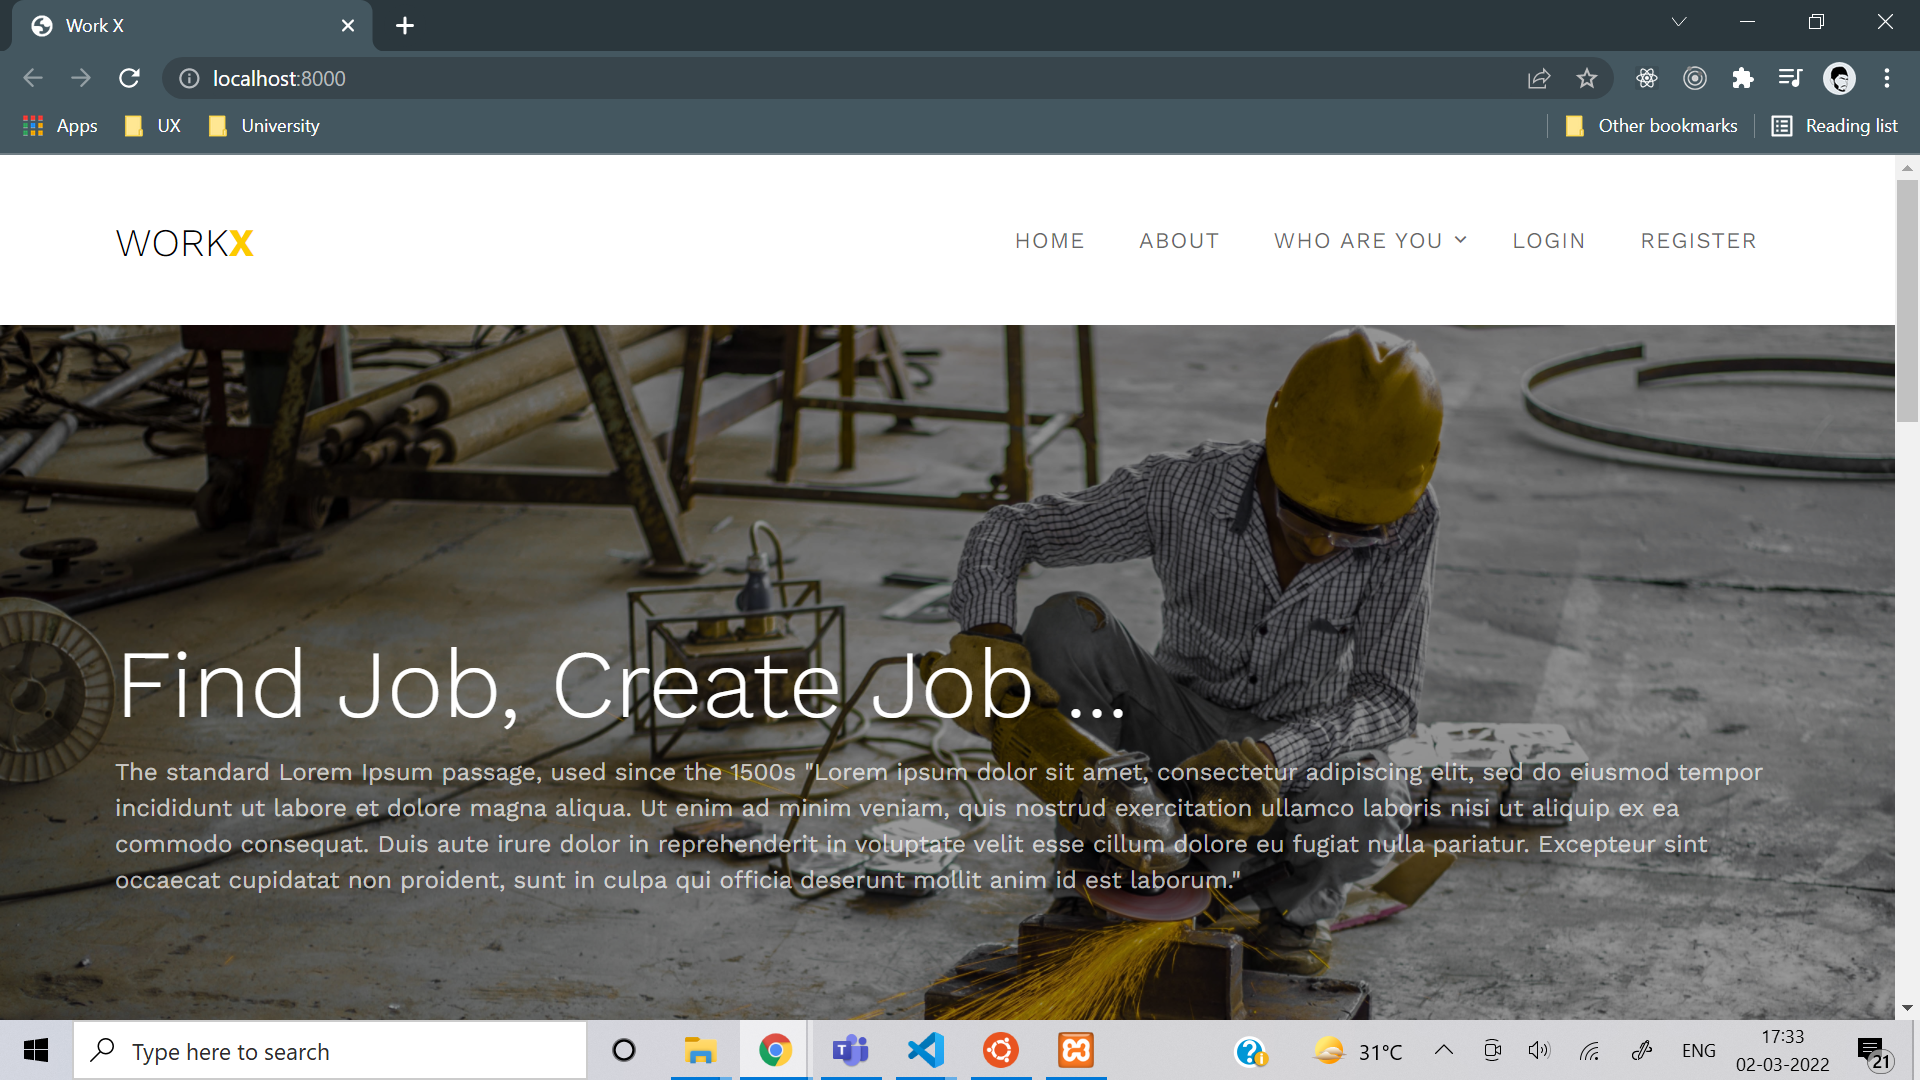 Work X
localhost:8000
Apps UX University Other bookmarks Reading list
WORKX
HOME ABOUT WHO ARE YOU LOGIN REGISTER
Find Job, Create Job ...
The standard Lorem Ipsum passage, used since the 1500s "Lorem ipsum dolor sit amet, consectetur adipiscing elit, sed do eiusmod tempor
incididunt ut labore et dolore magna aliqua. Ut enim ad minim veniam, quis nostrud exercitation ullamco laboris nisi ut aliquip ex ea
commodo consequat. Duis aute irure dolor in reprehenderit in voluptate velit esse cillum dolore eu fugiat nulla pariatur. Excepteur sint
occaecat cupidatat non proident, sunt in culpa qui officia deserunt mollit anim id est laborum."
Type here to search
31°C
ENG
17:33
02-03-2022
21